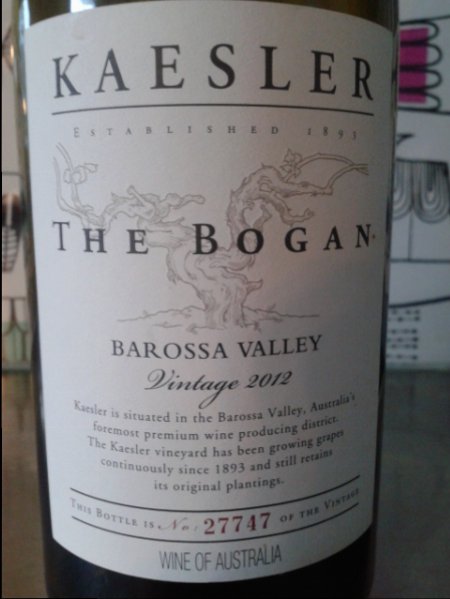 KAESLER
ESTABLISHED 1893
THE BOGAN
BAROSSA VALLEY
Vintage 2012
Kaesler is situated in the Barossa Valley, Australia's
foremost premium wine producing district.
The Kaesler vineyard has been growing grapes
continuously since 1893 and still retains
its original plantings.
THIS BOTTLE IS No: 27747 OF THE VINTAGE
WINE OF AUSTRALIA